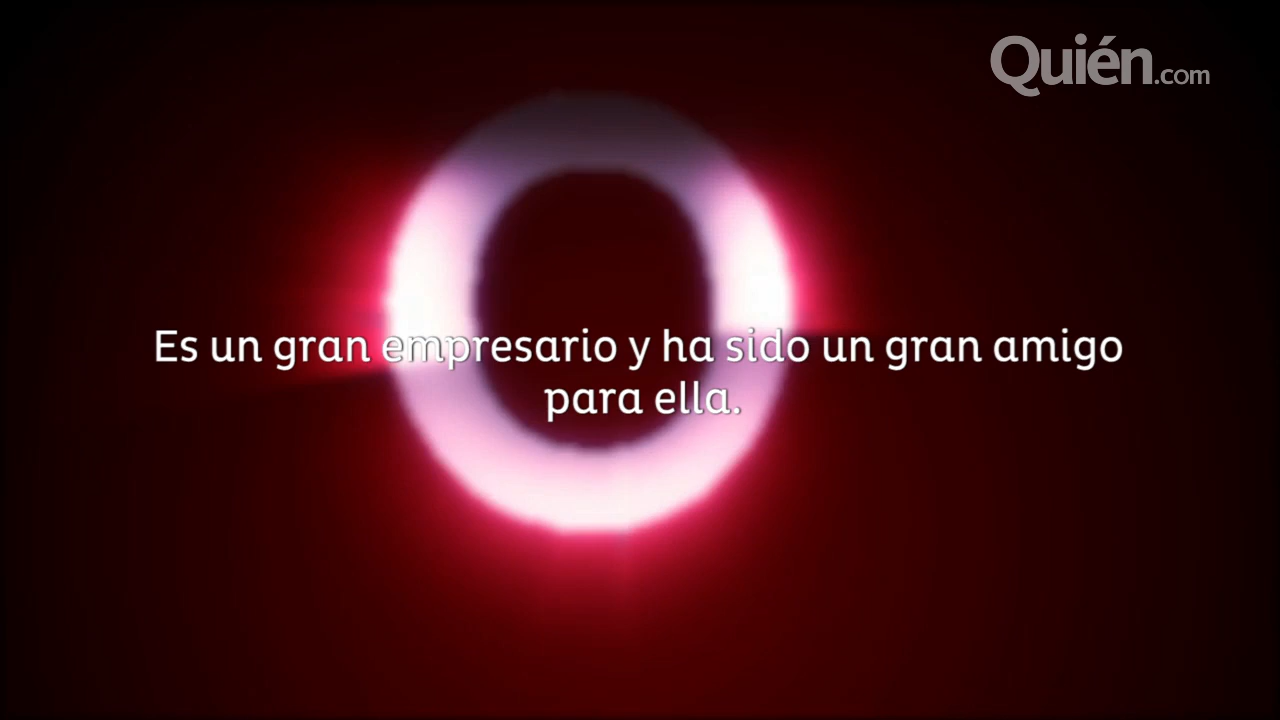 Quién.com
Es un gran empresario y ha sido un gran amigo
para ella.